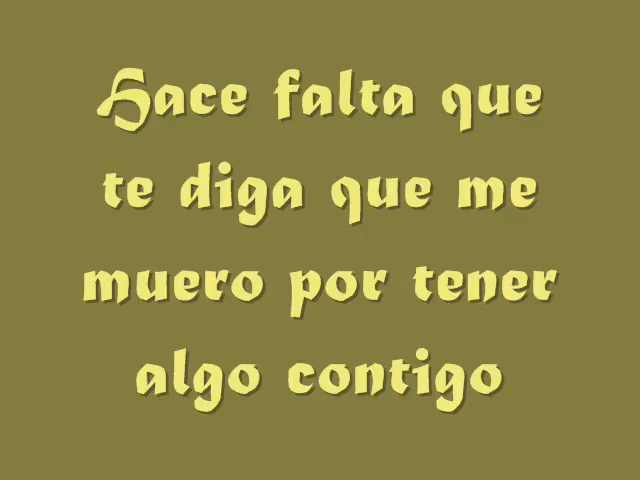 Hace falta que
te diga que me
muero por tener
algo contigo